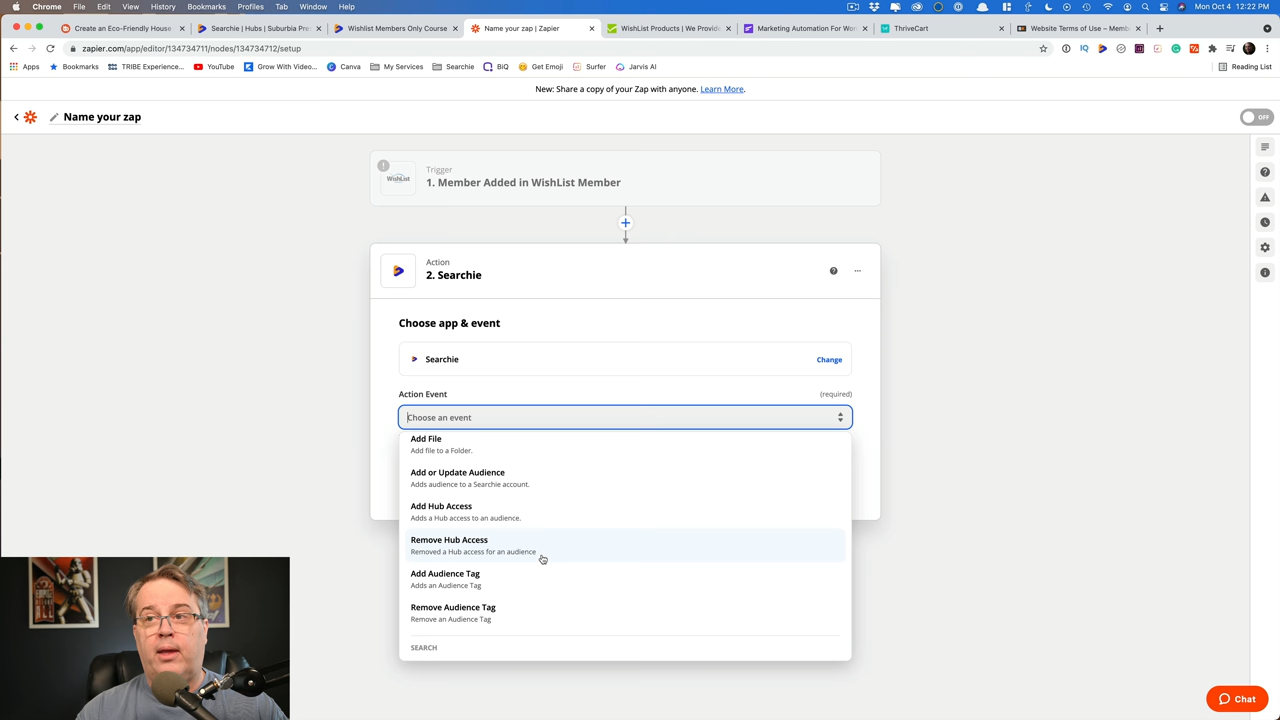 Chrome File Edit View History Bookmarks Profiles Tab Window Help
Mon Oct 4 12:22 PM
Create an Eco-Friendly House
Searchie | Hubs | Suburbia Pre
Wishlist Members Only Course
Name your zap | Zapier
WishList Products | We Provide
Marketing Automation For Wo
ThriveCart
Website Terms of Use – Memb
zapier.com/app/editor/134734711/nodes/134734712/setup
Apps Bookmarks TRIBE Experience... YouTube Grow With Video... Canva My Services Searchie BiQ Get Emoji Surfer Jarvis AI Reading List
New: Share a copy of your Zap with anyone. Learn More.
Name your zap
OFF
WishList
Trigger
1. Member Added in WishList Member
Action
2. Searchie
Choose app & event
Searchie
Change
Action Event
(required)
Choose an event
Add File
Add file to a Folder.
Add or Update Audience
Adds audience to a Searchie account.
Add Hub Access
Adds a Hub access to an audience.
Remove Hub Access
Removed a Hub access for an audience
Add Audience Tag
Adds an Audience Tag
Remove Audience Tag
Remove an Audience Tag
SEARCH
Chat